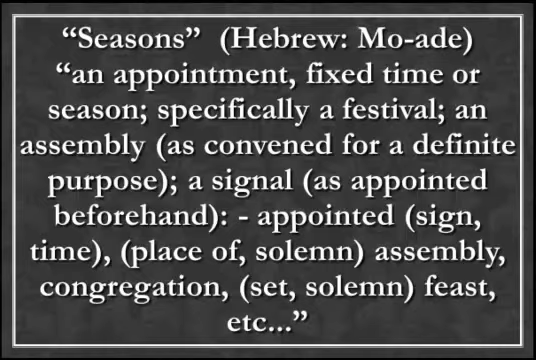 “Seasons”  (Hebrew: Mo-ade)
“an appointment, fixed time or
season; specifically a festival; an
assembly (as convened for a definite
purpose); a signal (as appointed
beforehand): - appointed (sign,
time), (place of, solemn) assembly,
congregation, (set, solemn) feast,
etc...”